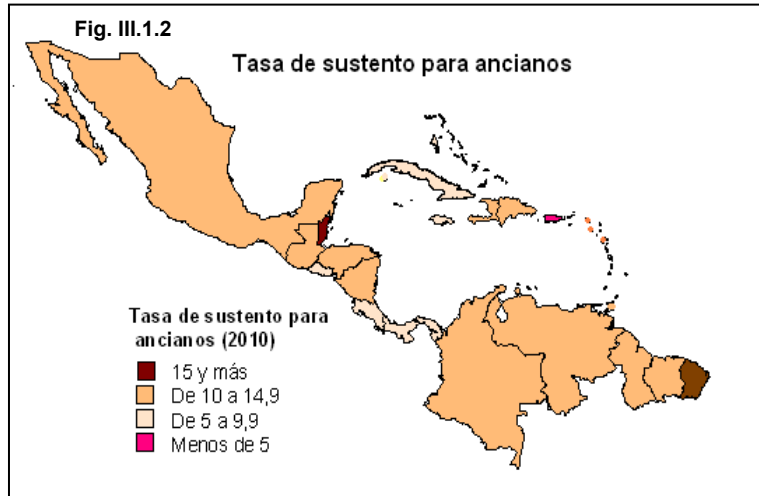 Fig. III.1.2
Tasa de sustento para ancianos
Tasa de sustento para
ancianos (2010)
15 y más
De 10 a 14,9
De 5 a 9,9
Menos de 5